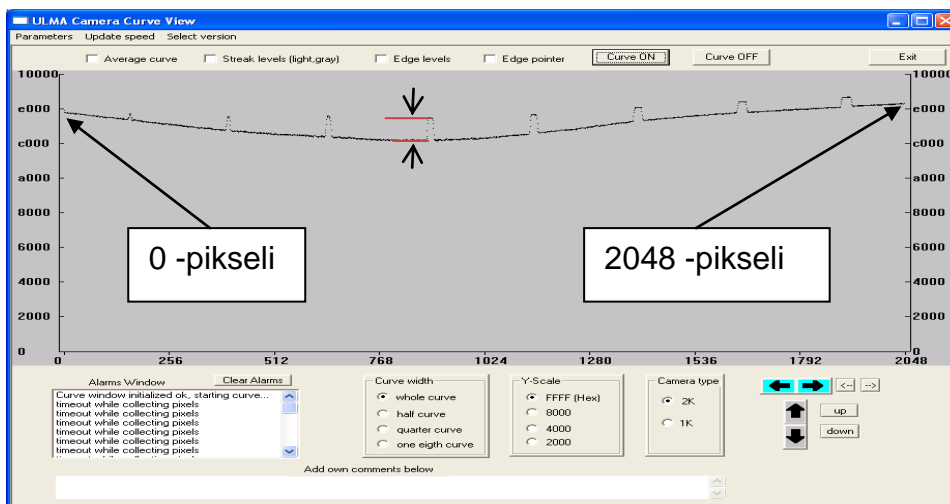 ULMA Camera Curve View
Parameters Update speed Select version
Average curve Streak levels (light,gray) Edge levels Edge pointer Curve ON Curve OFF Exit
10000 10000
e000 e000
c000 c000
a000 a000
8000 8000
6000 6000
4000 4000
2000 2000
0 0
0 -pikseli 2048 -pikseli
0 256 512 768 1024 1280 1536 1792 2048
Alarms Window Clear Alarms
Curve window initialized ok, starting curve...
timeout while collecting pixels
timeout while collecting pixels
timeout while collecting pixels
timeout while collecting pixels
timeout while collecting pixels
timeout while collecting pixels
Curve width
whole curve
half curve
quarter curve
one eigth curve
Y-Scale
FFFF (Hex)
8000
4000
2000
Camera type
2K
1K
<-- -->
up
down
Add own comments below